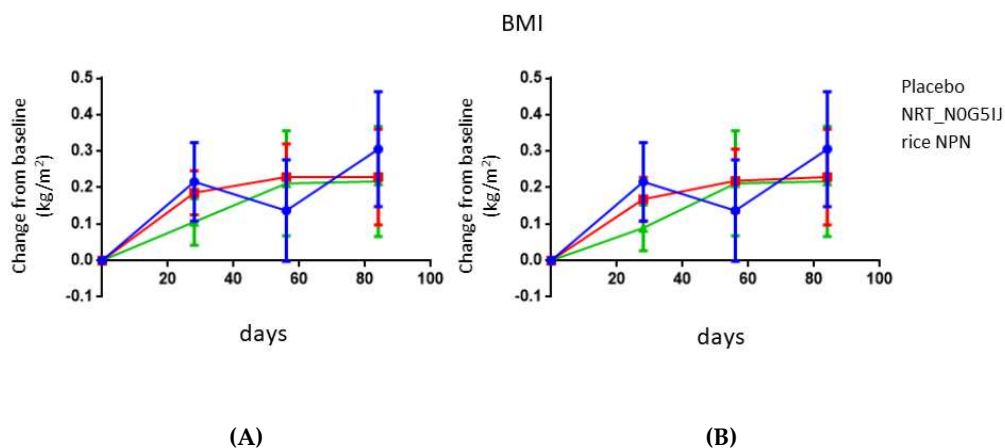 BMI
Change from baseline
(kg/m²)
0.5
0.4
0.3
0.2
0.1
0.0
-0.1
20
40
60
80
100
days
(A)
Change from baseline
(kg/m²)
0.5
0.4
0.3
0.2
0.1
0.0
-0.1
20
40
60
80
100
days
(B)
Placebo
NRT_N0G5IJ
rice NPN